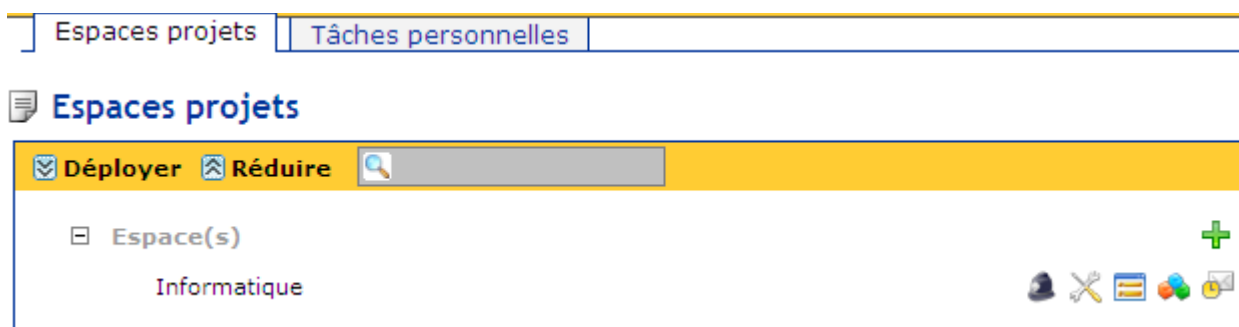 Espaces projets Tâches personnelles
Espaces projets
Déployer Réduire
Espace(s)
Informatique